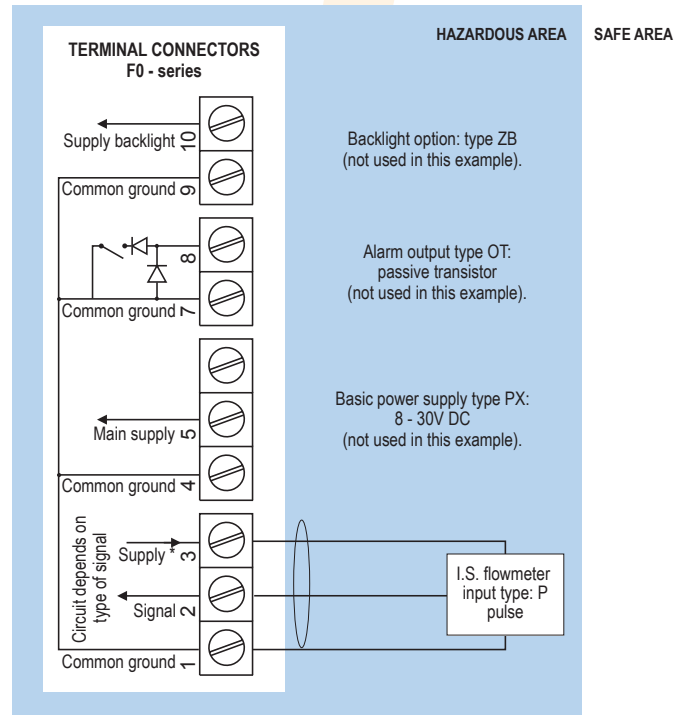 HAZARDOUS AREA
SAFE AREA
TERMINAL CONNECTORS
F0 - series
Supply backlight 10
Common ground 9
Backlight option: type ZB
(not used in this example).
8
Common ground 7
Alarm output type OT:
passive transistor
(not used in this example).
Main supply 5
Common ground 4
Basic power supply type PX:
8 - 30V DC
(not used in this example).
Circuit depends on
type of signal
Supply * 3
Signal 2
Common ground 1
I.S. flowmeter
input type: P
pulse